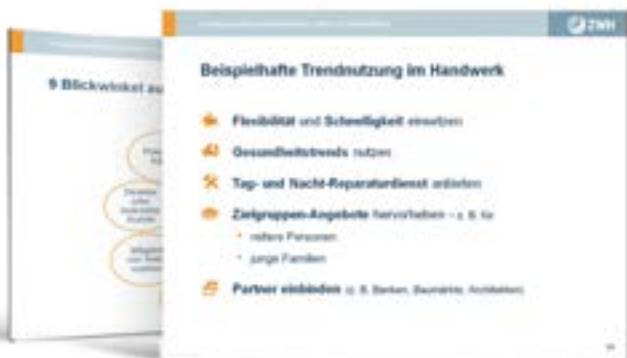 ZWH
Beispielhafte Trendnutzung im Handwerk
Flexibilität und Schnelligkeit einsetzen
Gesundheitstrends nutzen
Tag- und Nacht-Reparaturdienst anbieten
Zielgruppen-Angebote hervorheben – z. B. für
• reifere Personen
• junge Familien
Partner einbinden (z. B. Banken, Baumärkte, Architekten)
9 Blickwinkel au